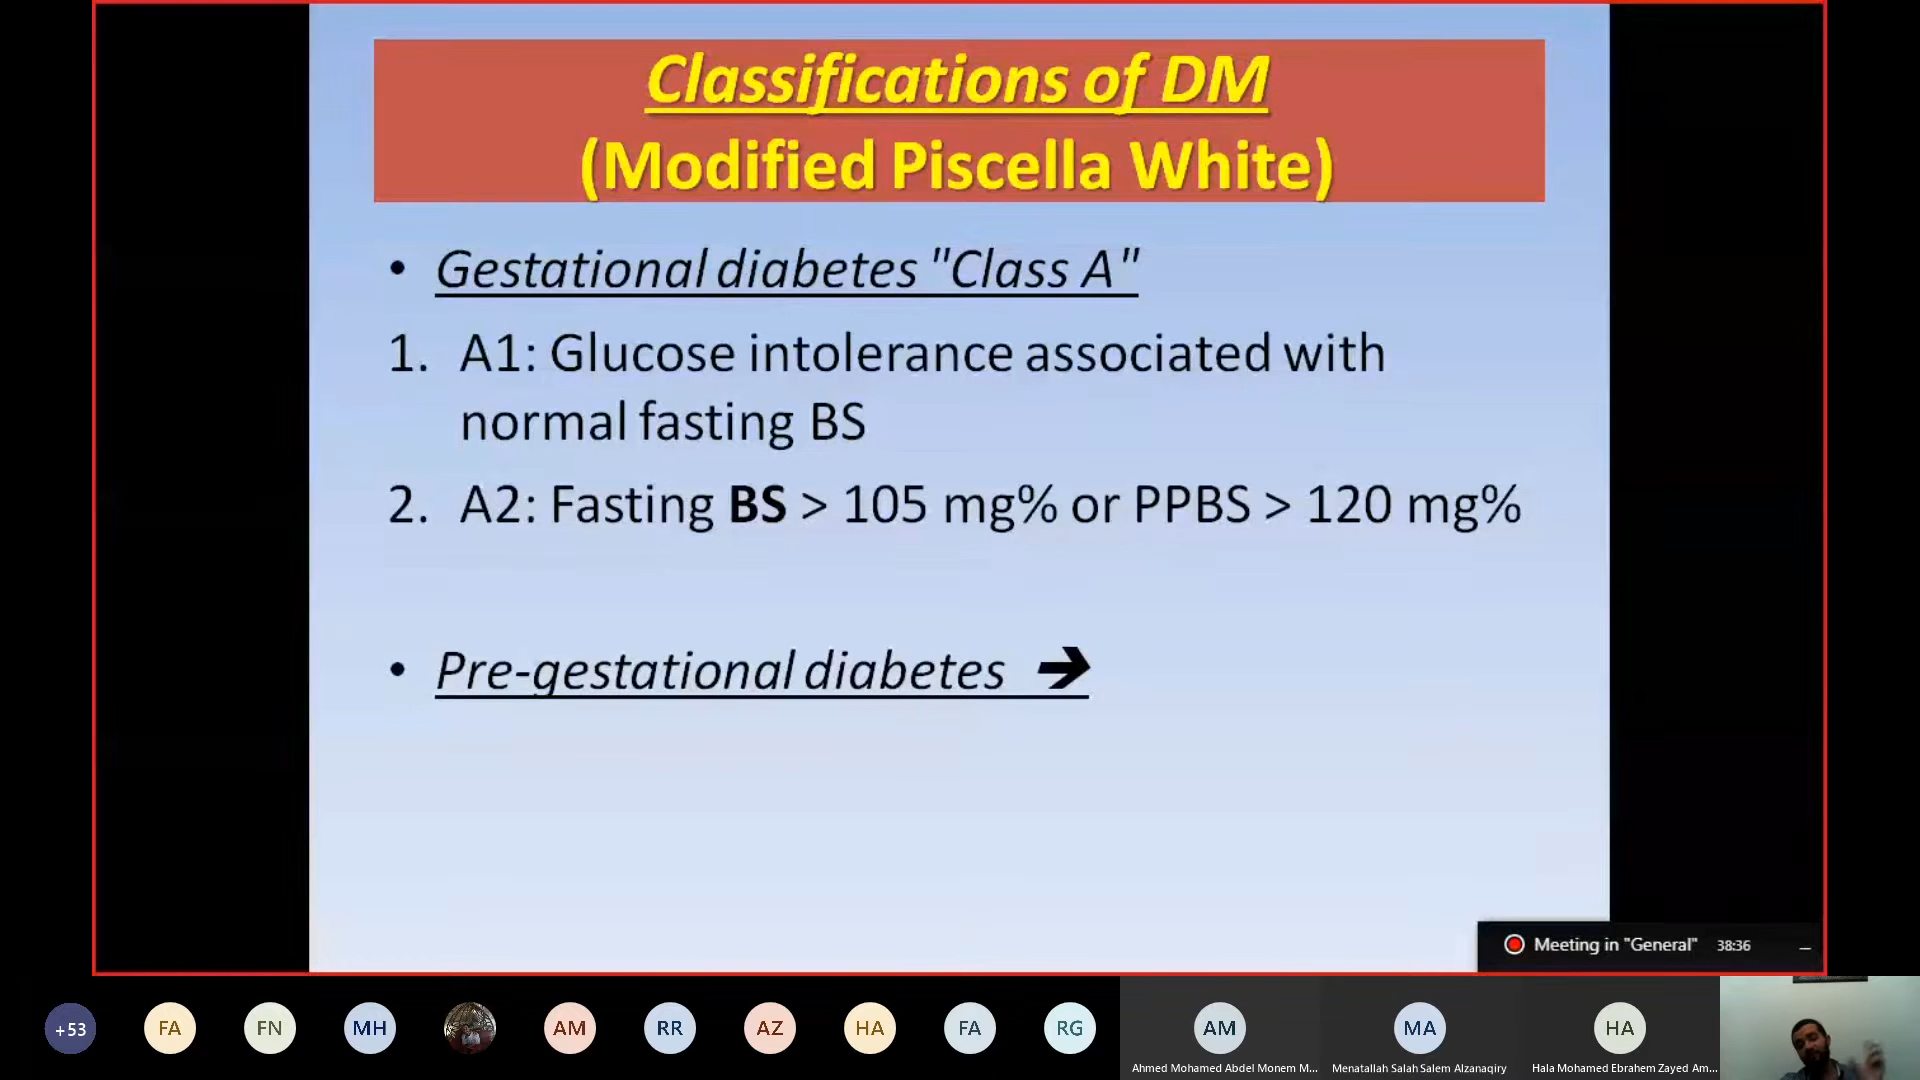 Classifications of DM
(Modified Piscella White)
• Gestational diabetes "Class A"
1. A1: Glucose intolerance associated with
normal fasting BS
2. A2: Fasting BS > 105 mg% or PPBS > 120 mg%
• Pre-gestational diabetes ➔
Meeting in "General" 38:36
+53 FA FN MH AM RR AZ HA FA RG AM MA HA
Ahmed Mohamed Abdel Monem M... Menatallah Salah Salem Alzanaqiry Hala Mohamed Ebrahem Zayed Am...